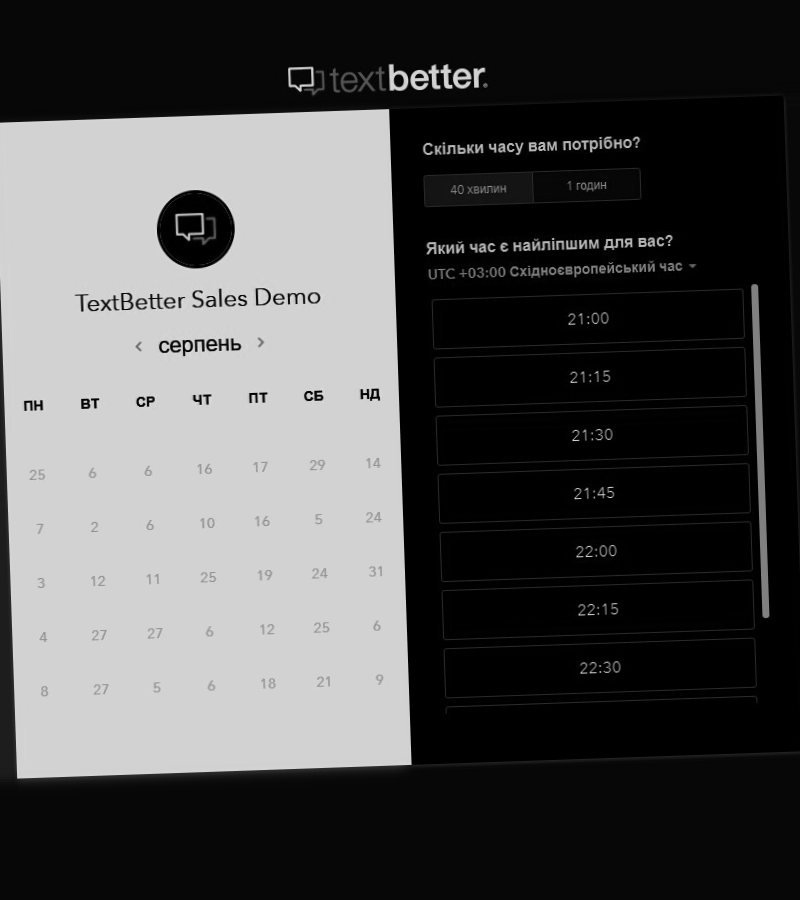 textbetter.
TextBetter Sales Demo
серпень
ПН ВТ СР ЧТ ПТ СБ НД
25 6 6 16 17 29 14
7 2 6 10 16 5 24
3 12 11 25 19 24 31
4 27 27 6 12 25 6
8 27 5 6 18 21 9
Скільки часу вам потрібно?
40 хвилин 1 годин
Який час є найліпшим для вас?
UTC +03:00 Східноєвропейський час
21:00
21:15
21:30
21:45
22:00
22:15
22:30